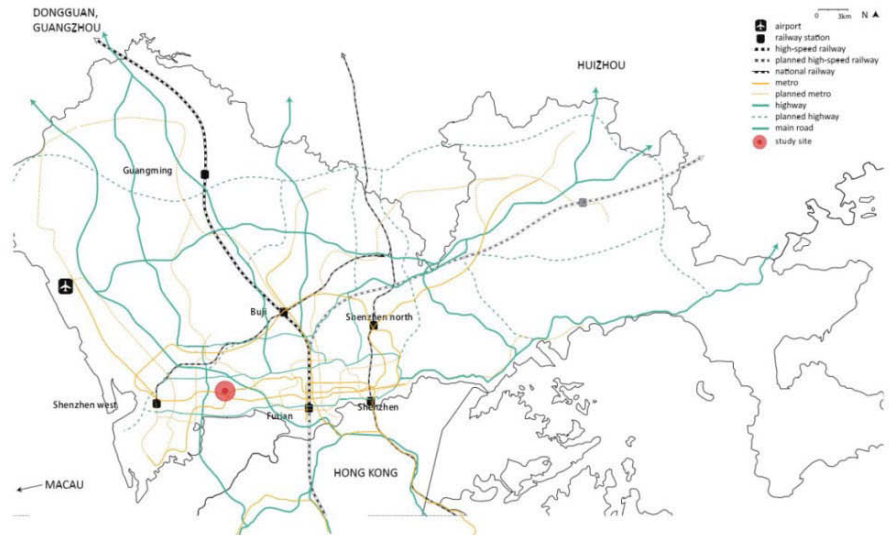 DONGGUAN,
GUANGZHOU
0 3km N
airport
railway station
high-speed railway
planned high-speed railway
national railway
metro
planned metro
highway
planned highway
main road
study site
HUIZHOU
Guangming
Buji
Shenzhen north
Shenzhen west
Futian
Shenzhen
HONG KONG
MACAU